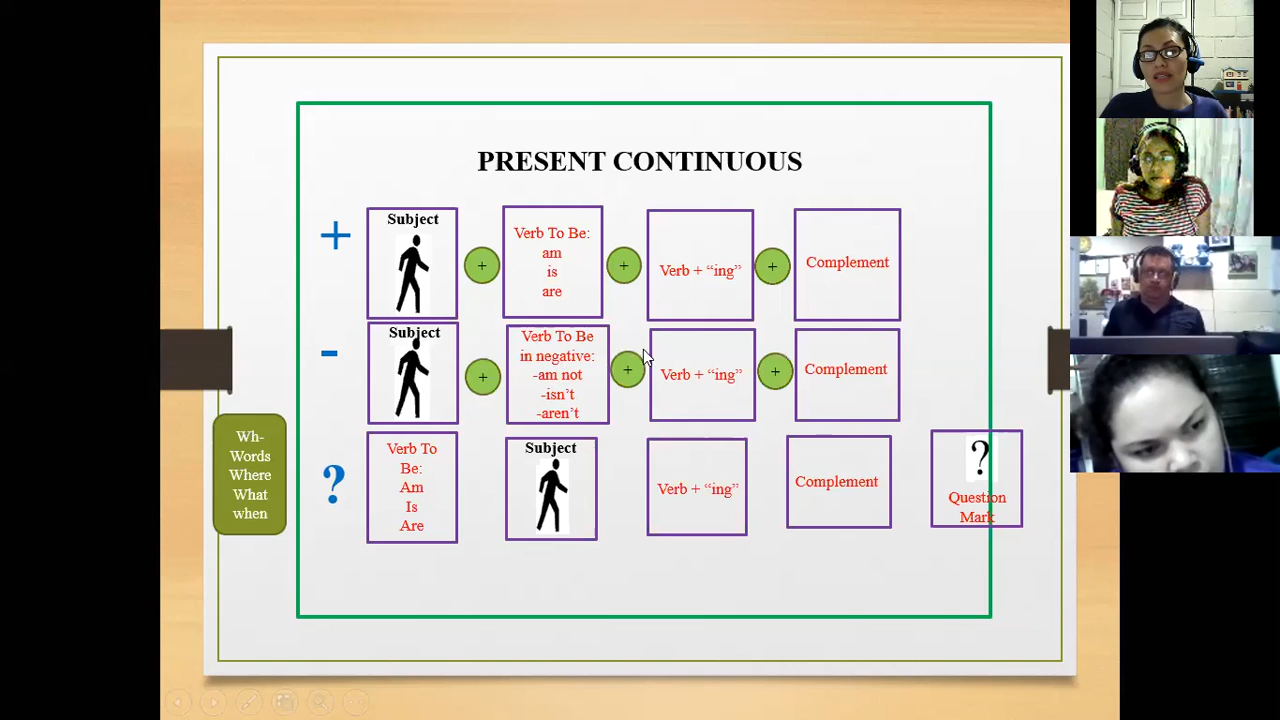 PRESENT CONTINUOUS
+
Subject
+
Verb To Be:
am
is
are
+
Verb + “ing”
+
Complement
-
Subject
+
Verb To Be
in negative:
-am not
-isn’t
-aren’t
+
Verb + “ing”
+
Complement
Wh-
Words
Where
What
when
?
Verb To
Be:
Am
Is
Are
Subject
Verb + “ing”
Complement
?
Question
Mark